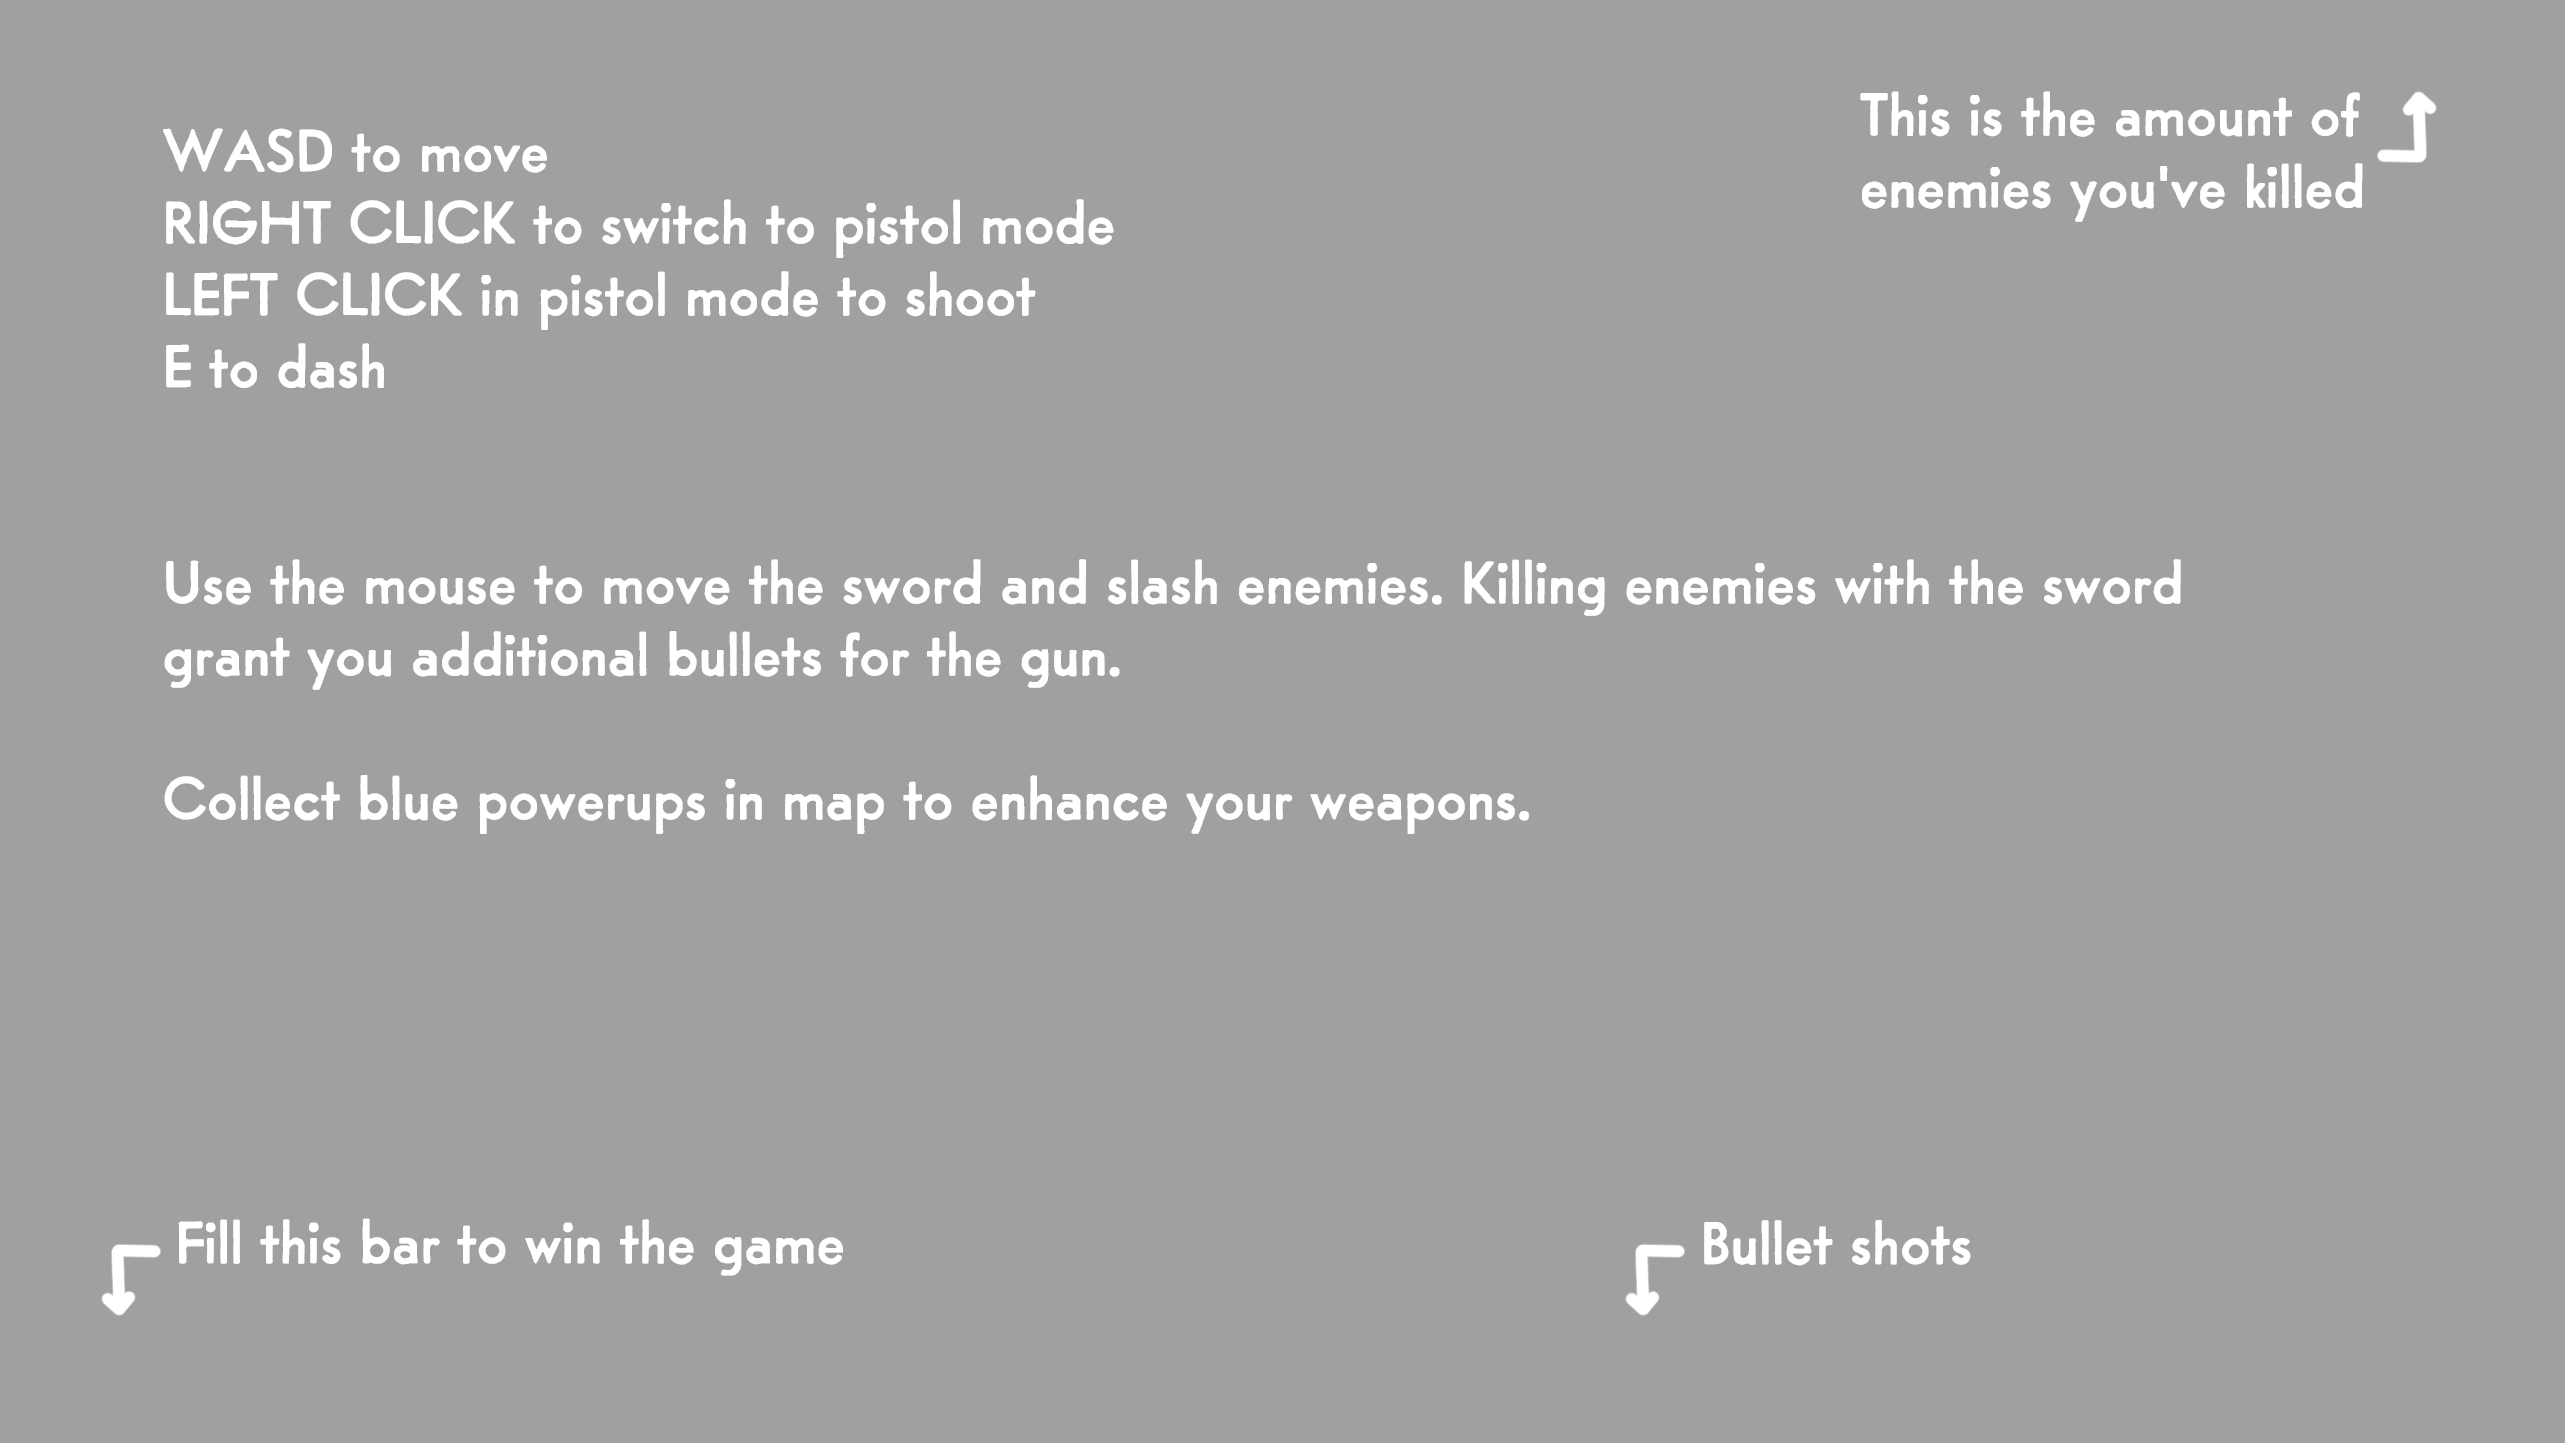 WASD to move
RIGHT CLICK to switch to pistol mode
LEFT CLICK in pistol mode to shoot
E to dash
This is the amount of
enemies you've killed
Use the mouse to move the sword and slash enemies. Killing enemies with the sword
grant you additional bullets for the gun.
Collect blue powerups in map to enhance your weapons.
Fill this bar to win the game
Bullet shots